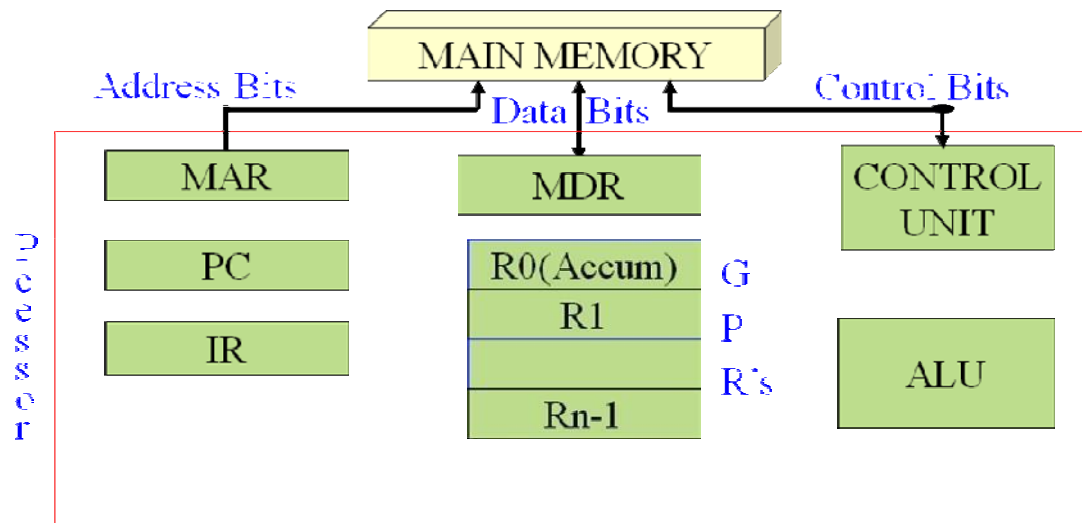 MAIN MEMORY
Address Bits
Data Bits
Control Bits
MAR
MDR
CONTROL
UNIT
PC
R0(Accum)
G
R1
P
IR
R's
ALU
Rn-1